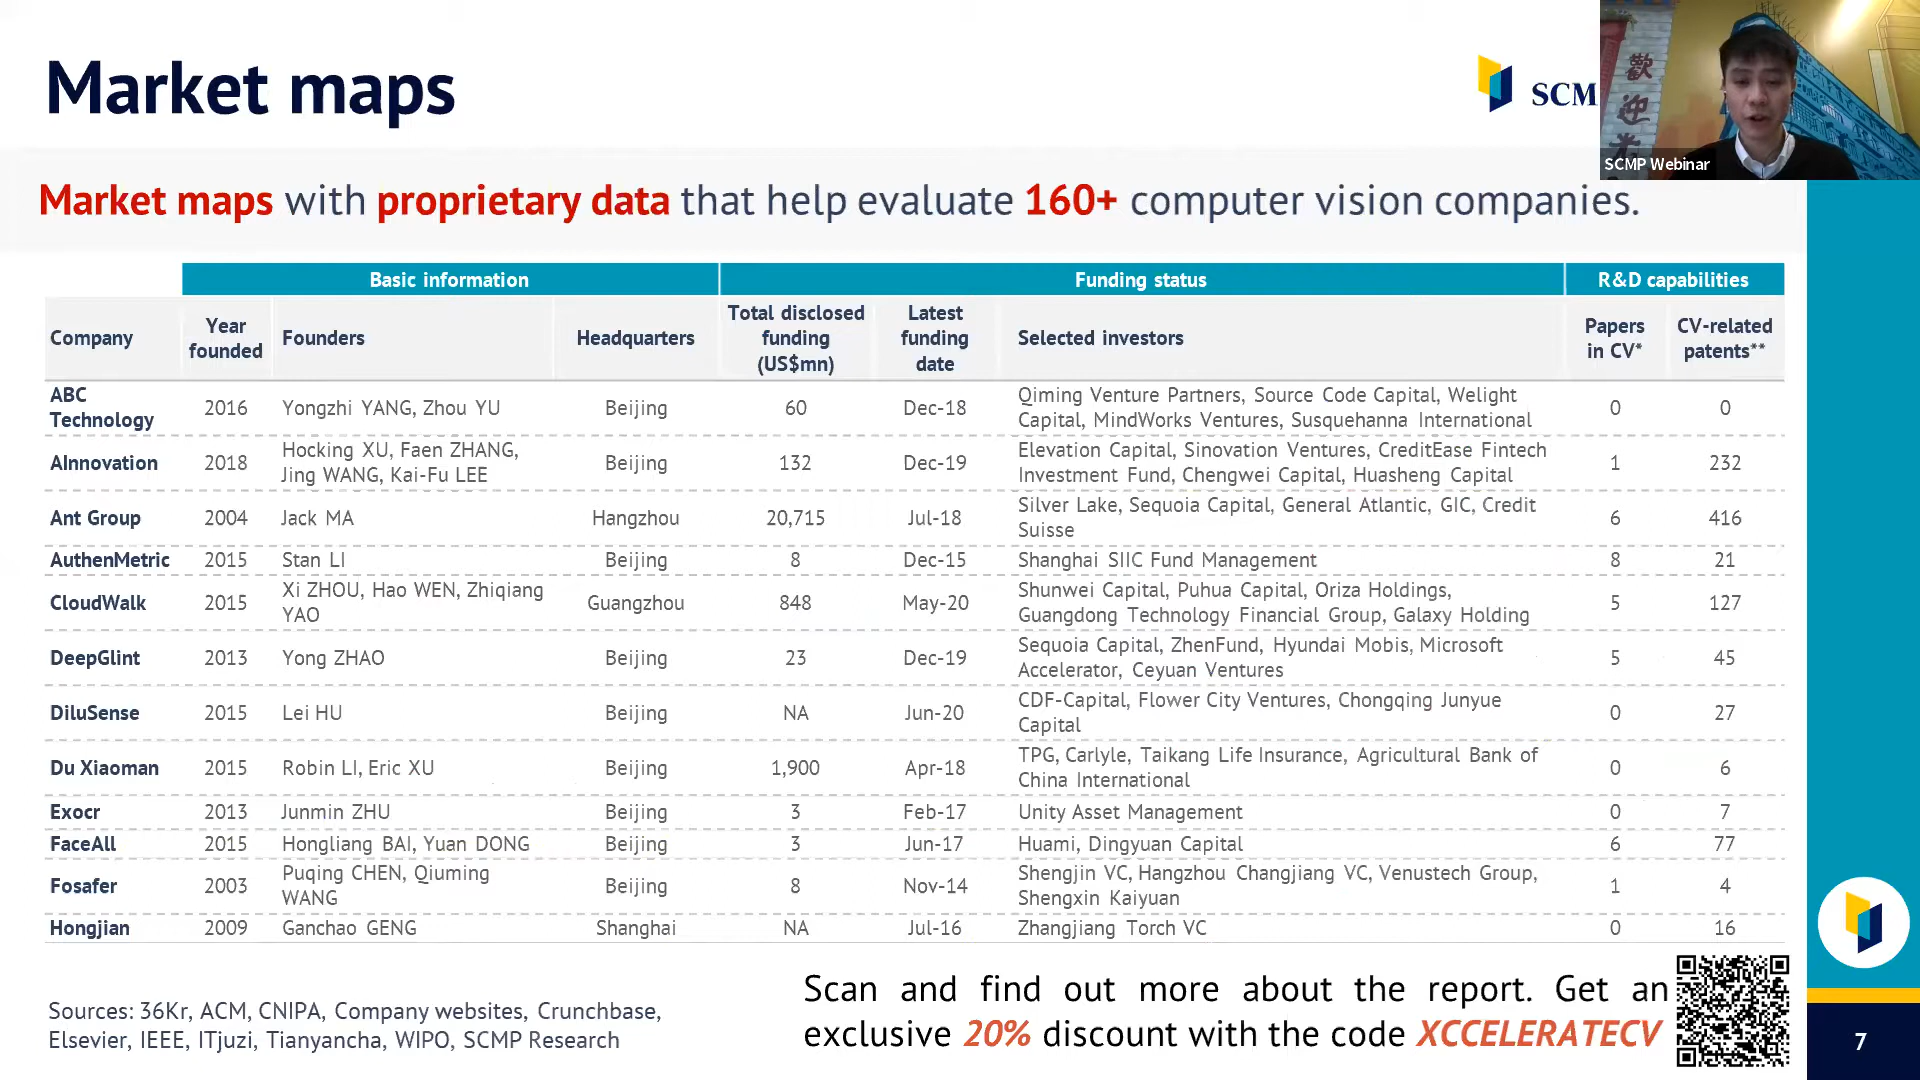 Market maps
SCM
歡
迎
SCMP Webinar
Market maps with proprietary data that help evaluate 160+ computer vision companies.
Basic information Funding status R&D capabilities
Company Year founded Founders Headquarters Total disclosed funding (US$mn) Latest funding date Selected investors Papers in CV* CV-related patents**
ABC Technology 2016 Yongzhi YANG, Zhou YU Beijing 60 Dec-18 Qiming Venture Partners, Source Code Capital, Welight Capital, MindWorks Ventures, Susquehanna International 0 0
AInnovation 2018 Hocking XU, Faen ZHANG, Jing WANG, Kai-Fu LEE Beijing 132 Dec-19 Elevation Capital, Sinovation Ventures, CreditEase Fintech Investment Fund, Chengwei Capital, Huasheng Capital 1 232
Ant Group 2004 Jack MA Hangzhou 20,715 Jul-18 Silver Lake, Sequoia Capital, General Atlantic, GIC, Credit Suisse 6 416
AuthenMetric 2015 Stan LI Beijing 8 Dec-15 Shanghai SIIC Fund Management 8 21
CloudWalk 2015 Xi ZHOU, Hao WEN, Zhiqiang YAO Guangzhou 848 May-20 Shunwei Capital, Puhua Capital, Oriza Holdings, Guangdong Technology Financial Group, Galaxy Holding 5 127
DeepGlint 2013 Yong ZHAO Beijing 23 Dec-19 Sequoia Capital, ZhenFund, Hyundai Mobis, Microsoft Accelerator, Ceyuan Ventures 5 45
DiluSense 2015 Lei HU Beijing NA Jun-20 CDF-Capital, Flower City Ventures, Chongqing Junyue Capital 0 27
Du Xiaoman 2015 Robin LI, Eric XU Beijing 1,900 Apr-18 TPG, Carlyle, Taikang Life Insurance, Agricultural Bank of China International 0 6
Exocr 2013 Junmin ZHU Beijing 3 Feb-17 Unity Asset Management 0 7
FaceAll 2015 Hongliang BAI, Yuan DONG Beijing 3 Jun-17 Huami, Dingyuan Capital 6 77
Fosafer 2003 Puqing CHEN, Qiuming WANG Beijing 8 Nov-14 Shengjin VC, Hangzhou Changjiang VC, Venustech Group, Shengxin Kaiyuan 1 4
Hongjian 2009 Ganchao GENG Shanghai NA Jul-16 Zhangjiang Torch VC 0 16
Sources: 36Kr, ACM, CNIPA, Company websites, Crunchbase,
Elsevier, IEEE, ITjuzi, Tianyancha, WIPO, SCMP Research
Scan and find out more about the report. Get an
exclusive 20% discount with the code XCCELERATECV
7